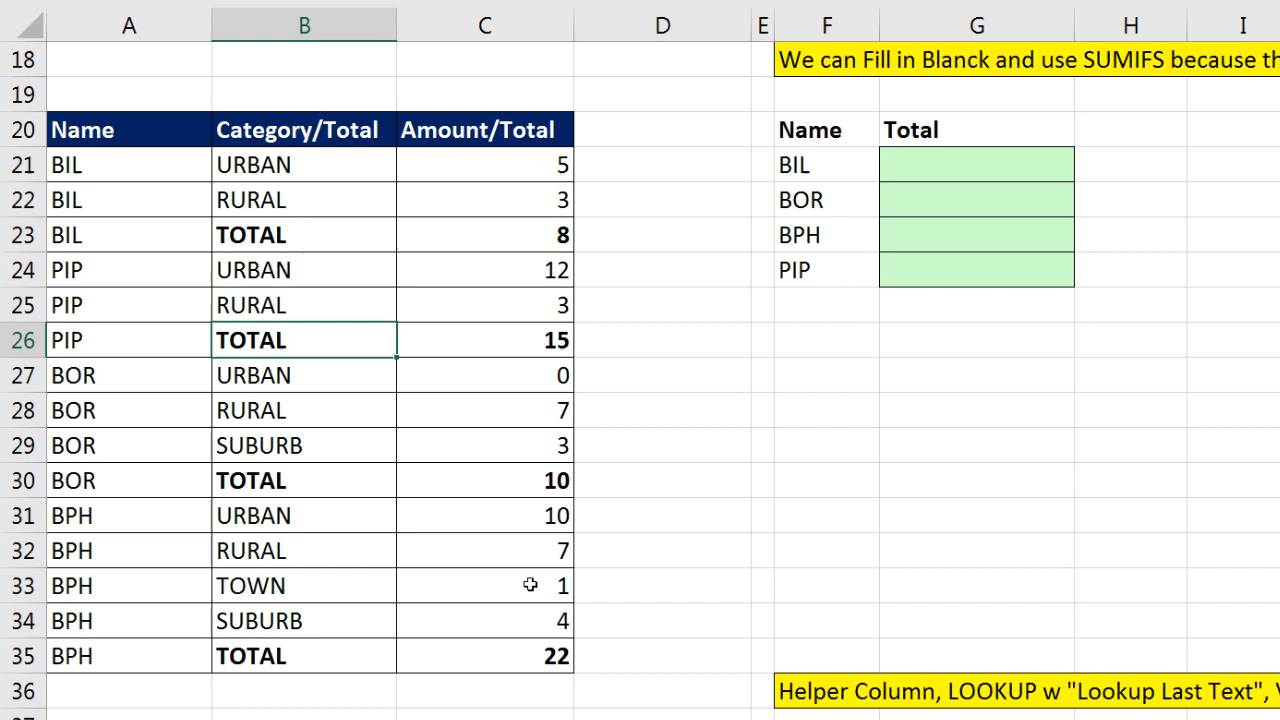 A B C D E F G H I
18 We can Fill in Blanck and use SUMIFS because
19
20 Name Category/Total Amount/Total Name Total
21 BIL URBAN 5 BIL
22 BIL RURAL 3 BOR
23 BIL TOTAL 8 BPH
24 PIP URBAN 12 PIP
25 PIP RURAL 3
26 PIP TOTAL 15
27 BOR URBAN 0
28 BOR RURAL 7
29 BOR SUBURB 3
30 BOR TOTAL 10
31 BPH URBAN 10
32 BPH RURAL 7
33 BPH TOWN 1
34 BPH SUBURB 4
35 BPH TOTAL 22
36 Helper Column, LOOKUP w "Lookup Last Text",